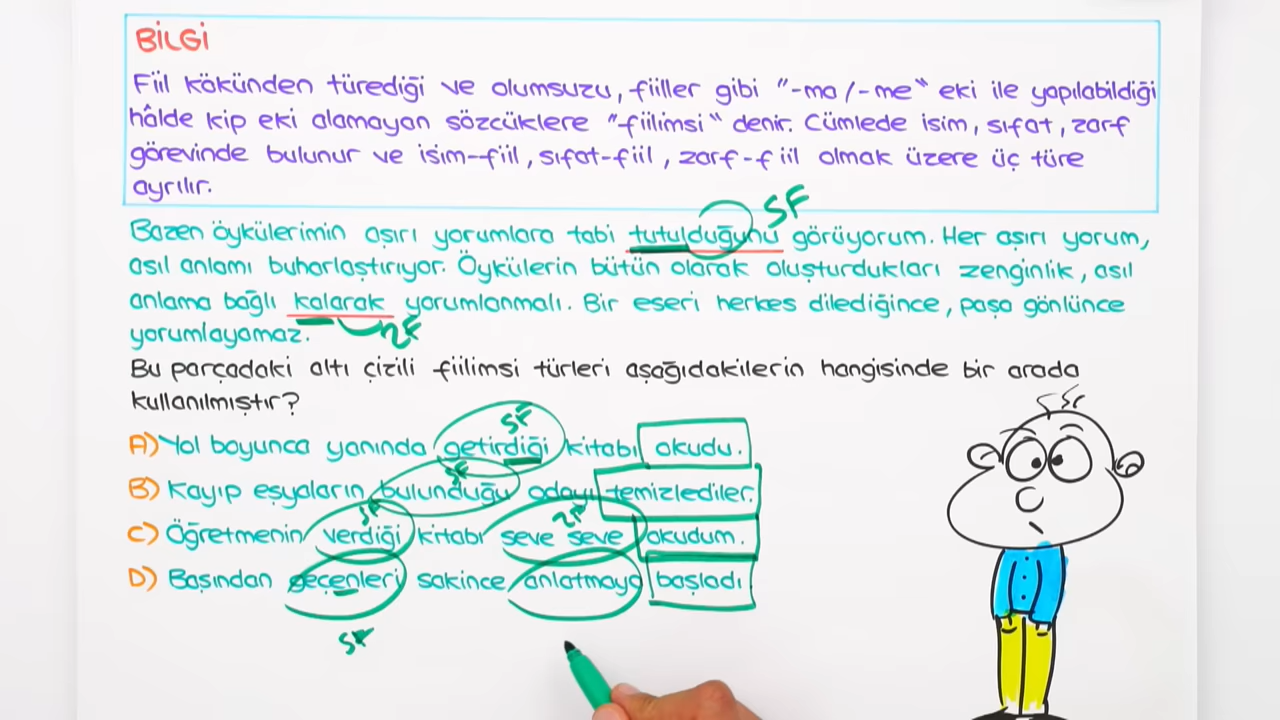 BİLGİ
Fiil kökünden türediği ve olumsuzu, fiiller gibi "-ma/-me" eki ile yapılabildiği
hâlde kip eki alamayan sözcüklere "fiilimsi" denir. Cümlede isim, sıfat, zarf
görevinde bulunur ve isim-fiil, sıfat-fiil, zarf-fiil olmak üzere üç türe
ayrılır.
SF
Bazen öykülerimin aşırı yorumlara tabi tutulduğunu görüyorum. Her aşırı yorum,
asıl anlamı buharlaştırıyor. Öykülerin bütün olarak oluşturdukları zenginlik, asıl
anlama bağlı kalarak yorumlanmalı. Bir eseri herkes dilediğince, paşa gönlünce
ZF
yorumlayamaz.
Bu parçadaki altı çizili fiilimsi türleri aşağıdakilerin hangisinde bir arada
kullanılmıştır?
SF
A) Yol boyunca yanında getirdiği kitabı okudu.
SF
B) Kayıp eşyaların bulunduğu odayı temizlediler.
SF ZF
C) Öğretmenin verdiği kitabı seve seve okudum.
D) Başından geçenleri sakince anlatmaya başladı
SF